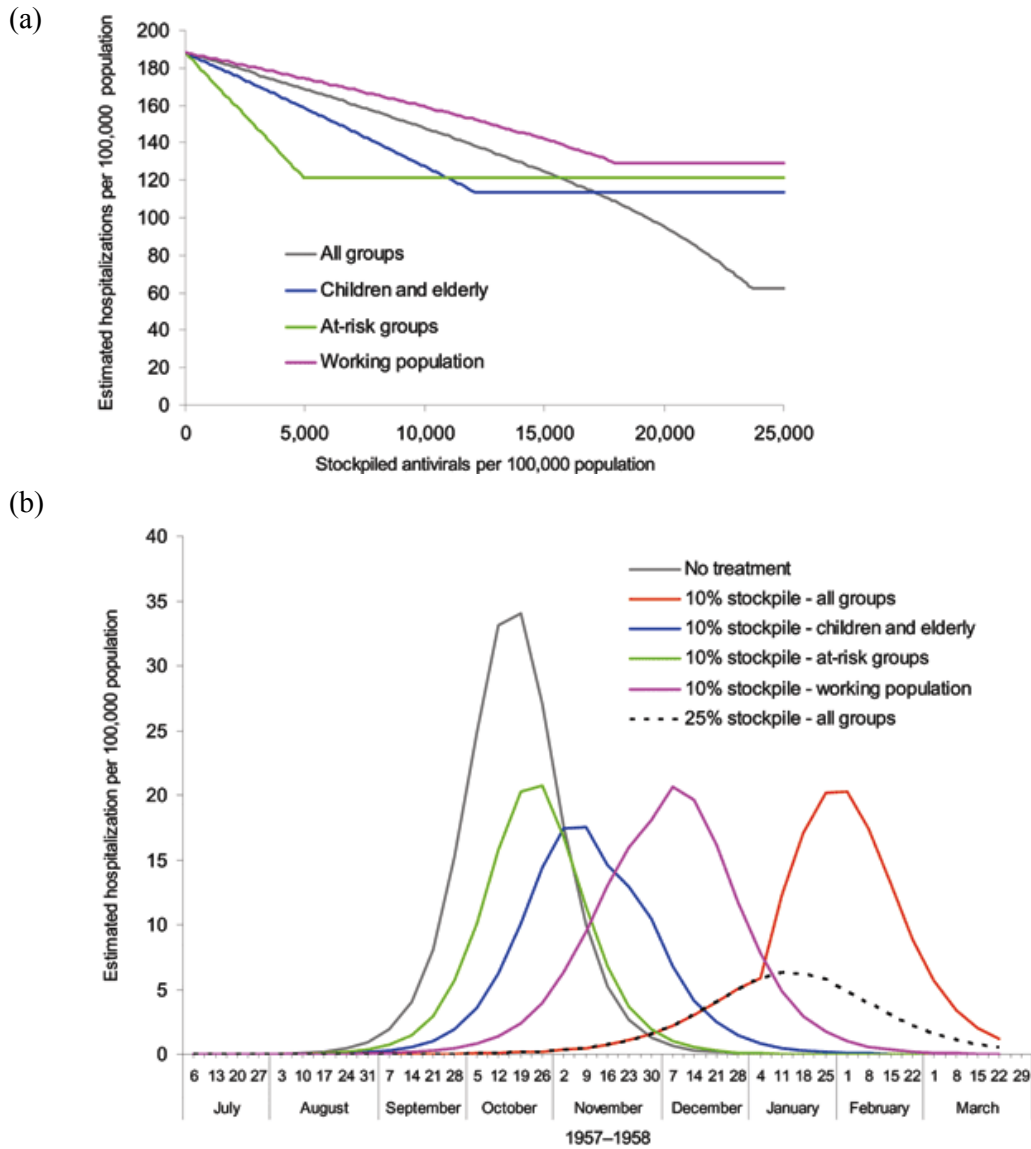 (a)
Estimated hospitalizations per 100,000 population
200
180
160
140
120
100
80
60
40
20
0
All groups
Children and elderly
At-risk groups
Working population
0 5,000 10,000 15,000 20,000 25,000
Stockpiled antivirals per 100,000 population
(b)
Estimated hospitalization per 100,000 population
40
35
30
25
20
15
10
5
0
No treatment
10% stockpile - all groups
10% stockpile - children and elderly
10% stockpile - at-risk groups
10% stockpile - working population
25% stockpile - all groups
6 13 20 27 3 10 17 24 31 7 14 21 28 5 12 19 26 2 9 16 23 30 7 14 21 28 4 11 18 25 1 8 15 22 1 8 15 22 29
July August September October November December January February March
1957–1958